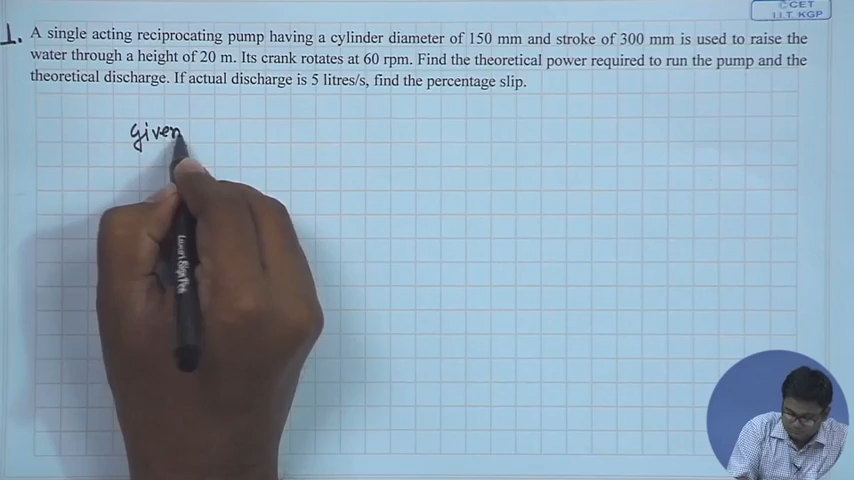 ©CET
I.I.T. KGP
1. A single acting reciprocating pump having a cylinder diameter of 150 mm and stroke of 300 mm is used to raise the
water through a height of 20 m. Its crank rotates at 60 rpm. Find the theoretical power required to run the pump and the
theoretical discharge. If actual discharge is 5 litres/s, find the percentage slip.
Given